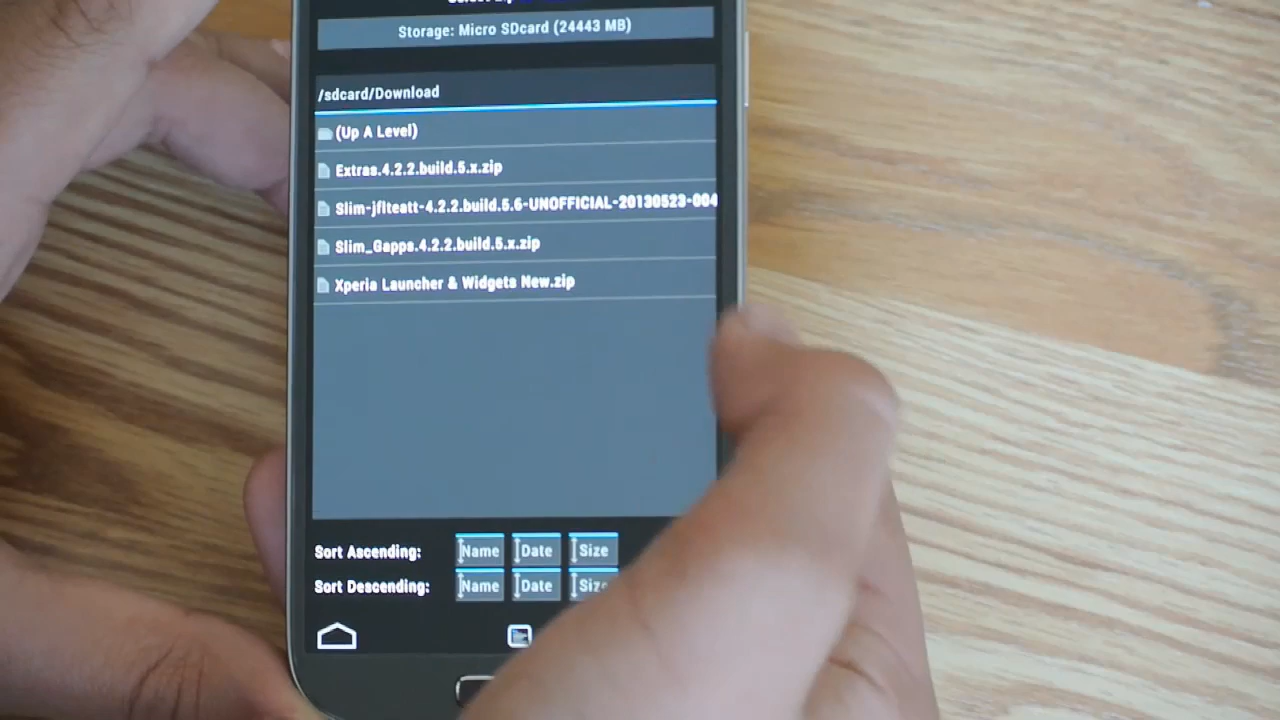 Storage: Micro SDcard (24443 MB)
/sdcard/Download
(Up A Level)
Extras.4.2.2.build.5.x.zip
Slim-jflteatt-4.2.2.build.5.6-UNOFFICIAL-20130523-004
Slim_Gapps.4.2.2.build.5.x.zip
Xperia Launcher & Widgets New.zip
Sort Ascending: Name Date Size
Sort Descending: Name Date Size